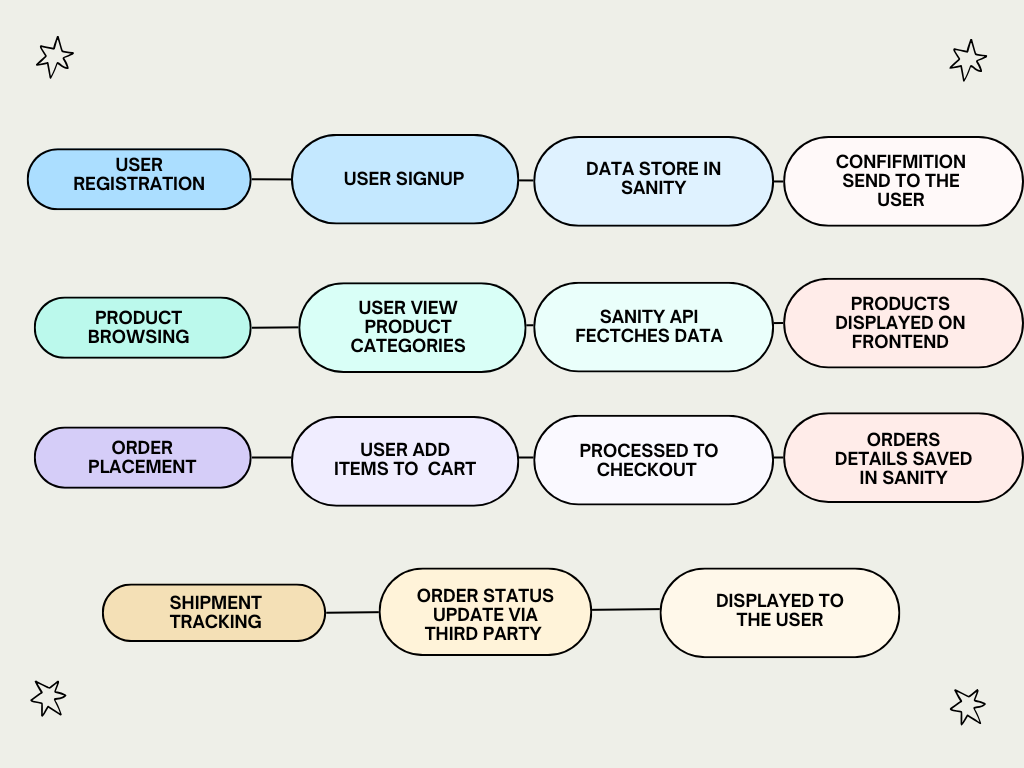 USER
REGISTRATION
USER SIGNUP
DATA STORE IN
SANITY
CONFIFMITION
SEND TO THE
USER
PRODUCT
BROWSING
USER VIEW
PRODUCT
CATEGORIES
SANITY API
FECTCHES DATA
PRODUCTS
DISPLAYED ON
FRONTEND
ORDER
PLACEMENT
USER ADD
ITEMS TO  CART
PROCESSED TO
CHECKOUT
ORDERS
DETAILS SAVED
IN SANITY
SHIPMENT
TRACKING
ORDER STATUS
UPDATE VIA
THIRD PARTY
DISPLAYED TO
THE USER